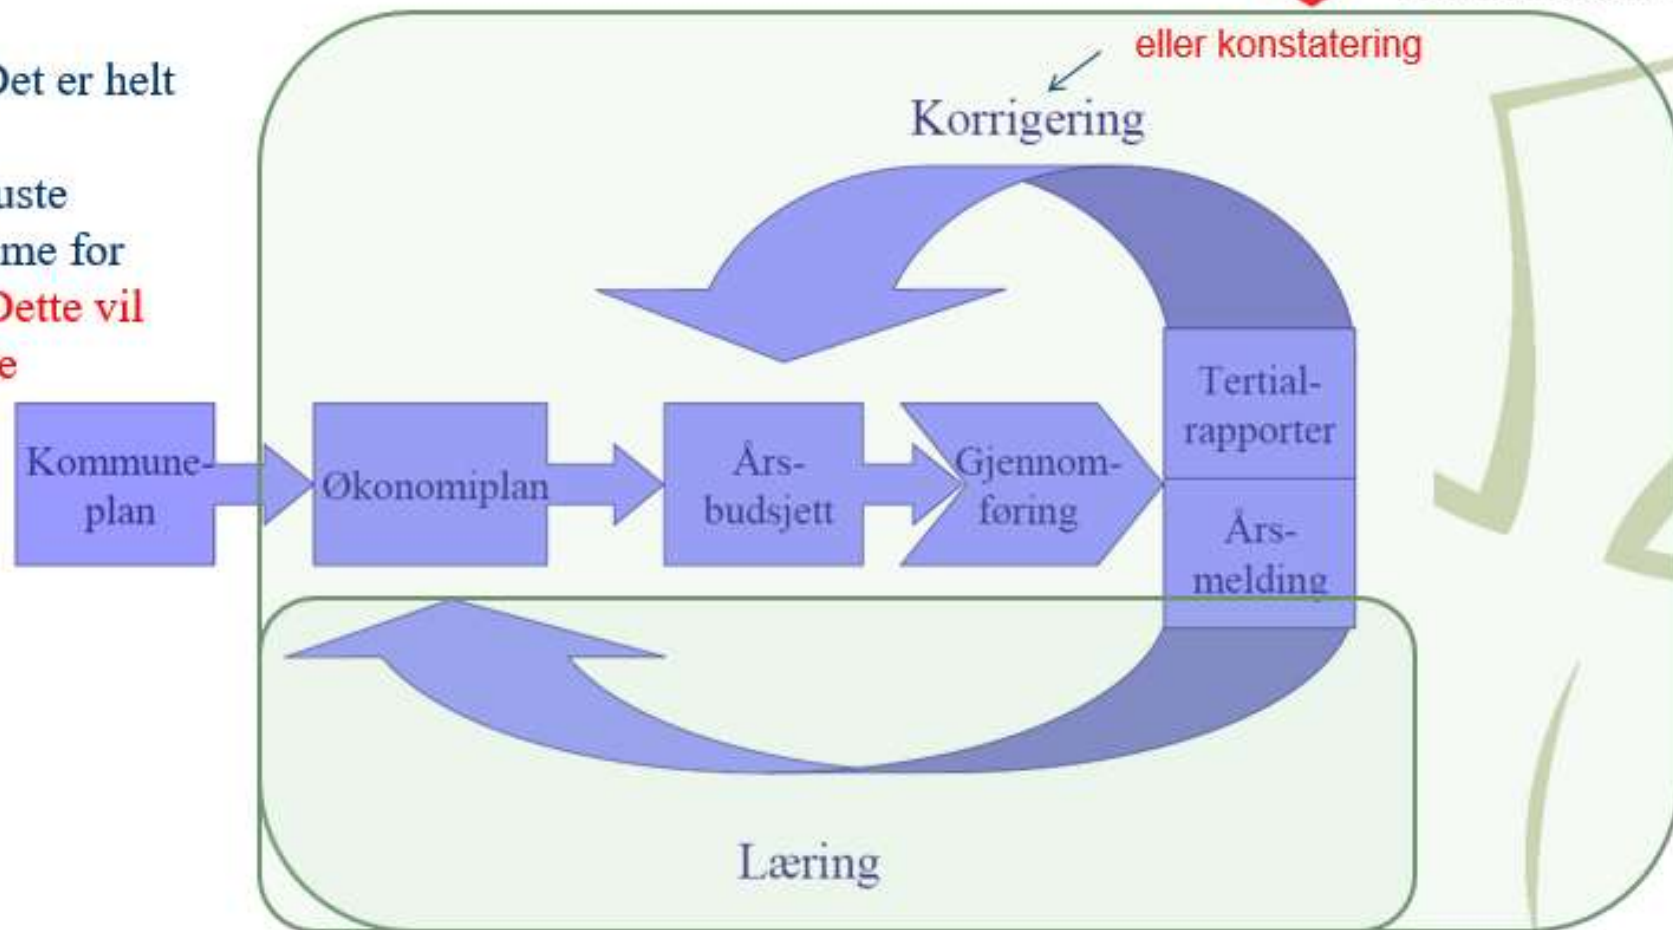 eller konstatering
Det er helt
Korrigering
me for
Dette vil
Tertial-
rapporter
Kommune-
plan
Økonomiplan
Års-
budsjett
Gjennom-
føring
Års-
melding
Læring